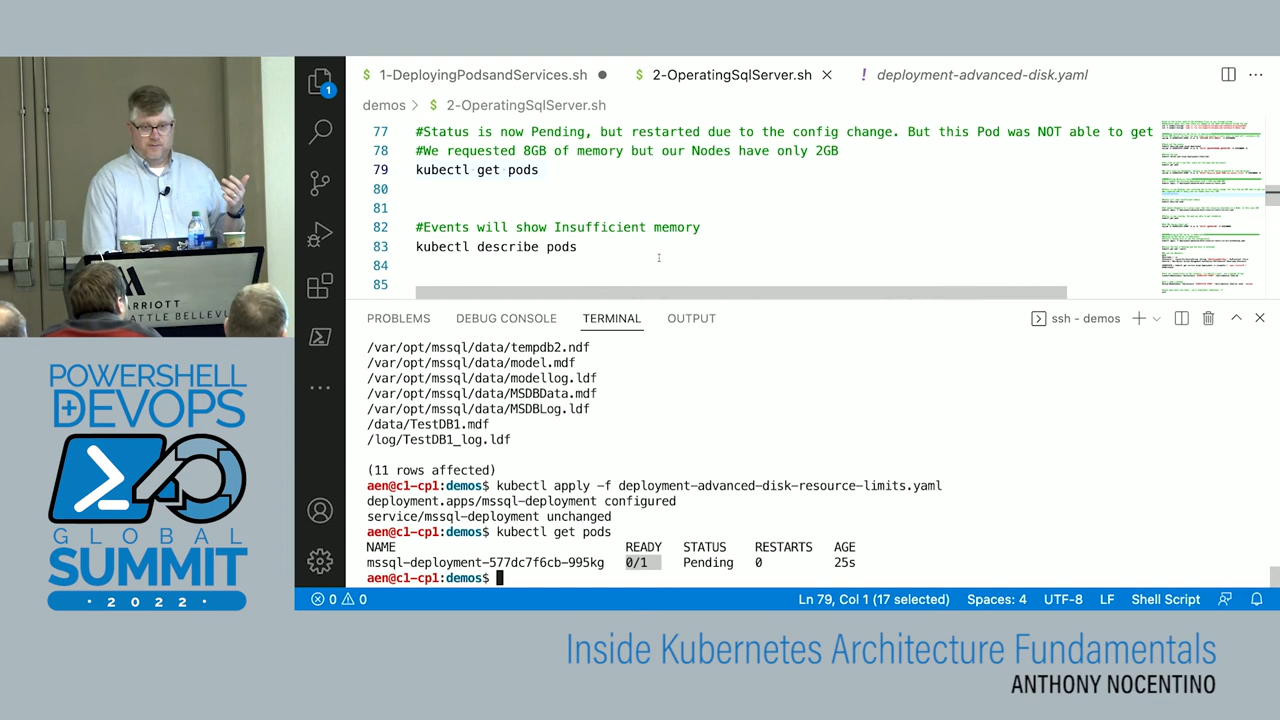 1-DeployingPodsandServices.sh
2-OperatingSqlServer.sh
deployment-advanced-disk.yaml
demos > 2-OperatingSqlServer.sh
77 #Status is Pending, but restarted due to the config change. But this Pod was NOT able to get
78 #We requested of memory but our Nodes have only 2GB
79 kubectl get pods
80
81
82 #Events will show Insufficient memory
83 kubectl describe pods
84
85
1
PROBLEMS
DEBUG CONSOLE
TERMINAL
OUTPUT
ssh - demos
/var/opt/mssql/data/tempdb2.ndf
/var/opt/mssql/data/model.mdf
/var/opt/mssql/data/modellog.ldf
/var/opt/mssql/data/MSDBData.mdf
/var/opt/mssql/data/MSDBLog.ldf
/data/TestDB1.mdf
/log/TestDB1_log.ldf
(11 rows affected)
aen@c1-cp1:demos$ kubectl apply -f deployment-advanced-disk-resource-limits.yaml
deployment.apps/mssql-deployment configured
service/mssql-deployment unchanged
aen@c1-cp1:demos$ kubectl get pods
NAME READY STATUS RESTARTS AGE
mssql-deployment-577dc7f6cb-995kg 0/1 Pending 0 25s
aen@c1-cp1:demos$
0 0
Ln 79, Col 1 (17 selected)
Spaces: 4
UTF-8
LF
Shell Script
POWERSHELL
+DEVOPS
GLOBAL
SUMMIT
· 2 0 2 2 ·
Inside Kubernetes Architecture Fundamentals
ANTHONY NOCENTINO